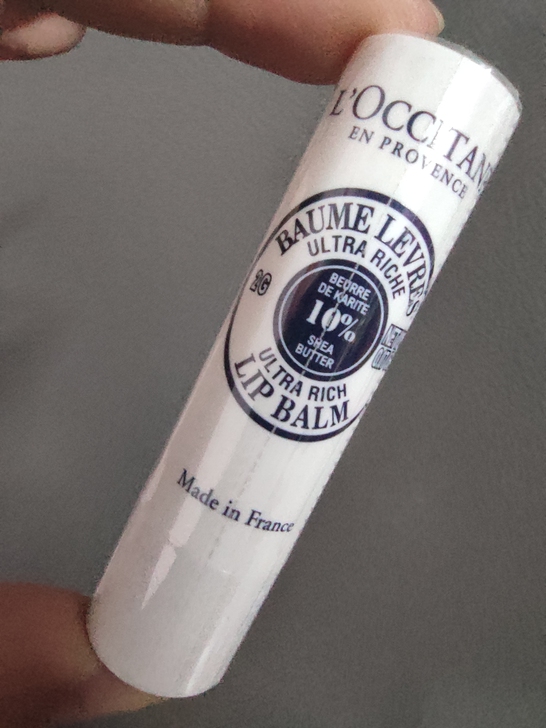 L'OCCITANE
EN PROVENCE
BAUME LEVRES
ULTRA RICHE
BEURRE
DE KARITE
10%
SHEA
BUTTER
ULTRA RICH
LIP BALM
Made in France